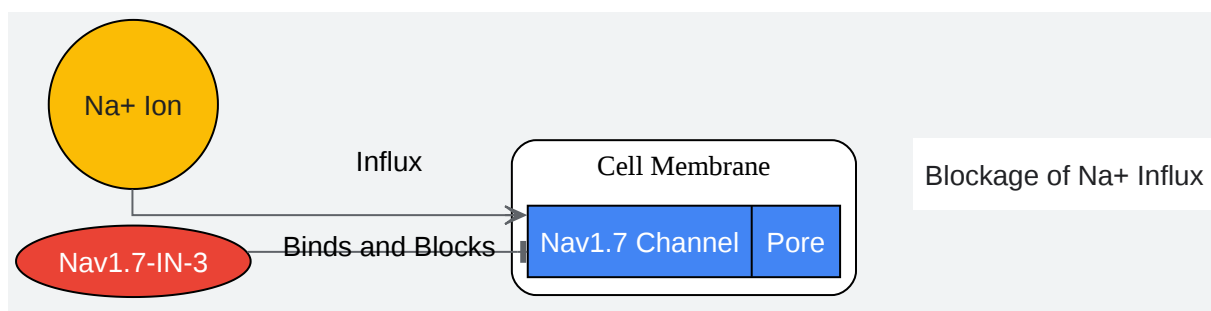 Na+ Ion
Influx
Cell Membrane
Blockage of Na+ Influx
Nav1.7-IN-3
Binds and Blocks
Nav1.7 Channel
Pore